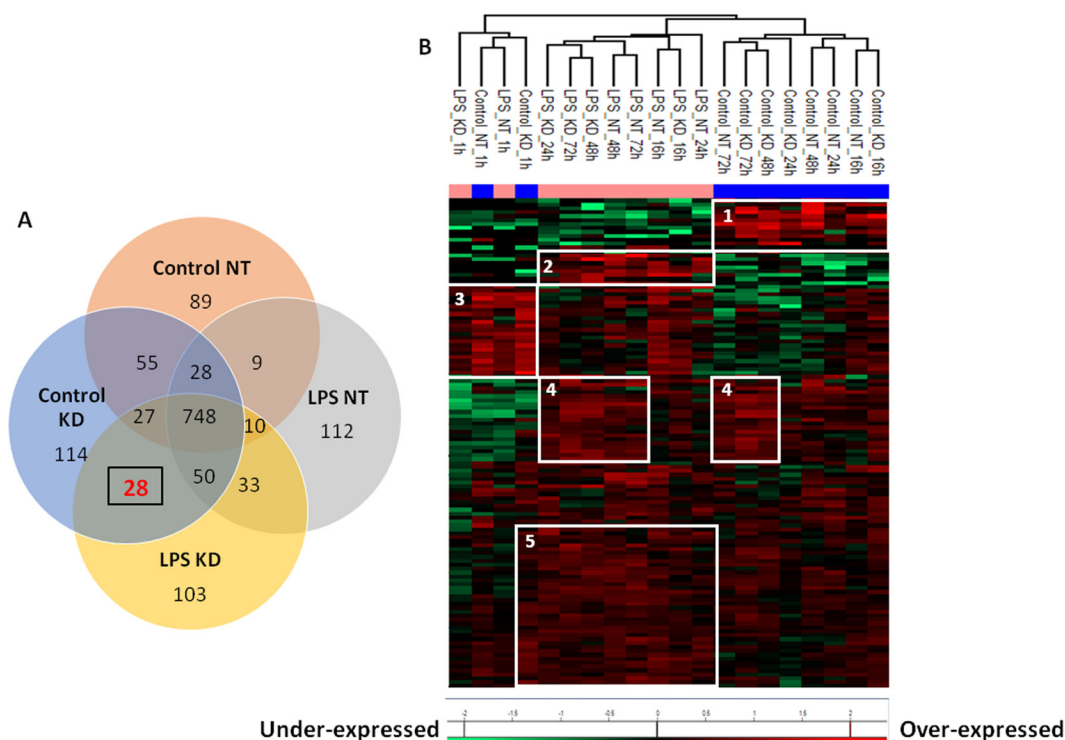 B
LPS_KD_1h
Control_NT_1h
LPS_NT_1h
Control_KD_1h
LPS_KD_24h
LPS_KD_72h
LPS_KD_48h
LPS_NT_48h
LPS_NT_72h
LPS_NT_16h
LPS_KD_16h
LPS_NT_24h
Control_NT_72h
Control_KD_72h
Control_KD_48h
Control_KD_24h
Control_NT_48h
Control_NT_24h
Control_NT_16h
Control_KD_16h
A
1
2
3
4
4
5
Control NT
89
55
28
9
Control
KD
LPS NT
27
748
10
114
112
28
50
33
LPS KD
103
-2
-1.5
-1
-0.5
0
0.5
1
1.5
2
Under-expressed
Over-expressed